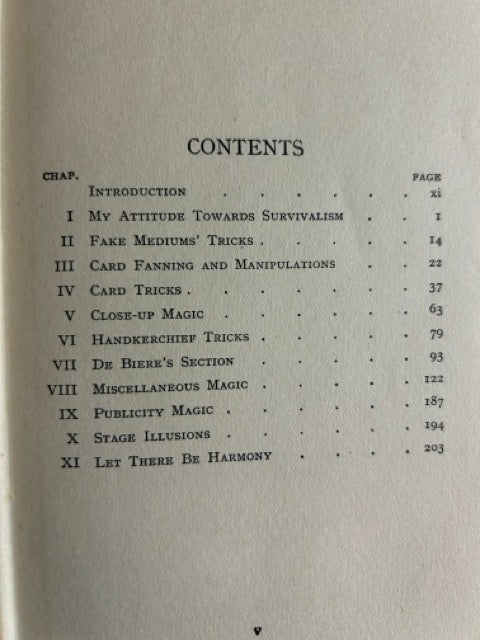 CONTENTS
CHAP. PAGE
INTRODUCTION . . . . . . xi
I MY ATTITUDE TOWARDS SURVIVALISM . . 1
II FAKE MEDIUMS' TRICKS . . . . . 14
III CARD FANNING AND MANIPULATIONS . . 22
IV CARD TRICKS . . . . . . . 37
V CLOSE-UP MAGIC . . . . . . 63
VI HANDKERCHIEF TRICKS . . . . . 79
VII DE BIERE'S SECTION . . . . . 93
VIII MISCELLANEOUS MAGIC . . . . . 122
IX PUBLICITY MAGIC . . . . . . 187
X STAGE ILLUSIONS . . . . . . 194
XI LET THERE BE HARMONY . . . . 203
v